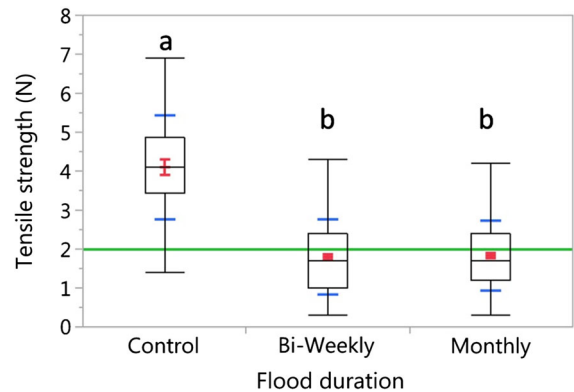 Tensile strength (N)
8
7
6
5
4
3
2
1
0
a
b
b
Control
Bi-Weekly
Monthly
Flood duration